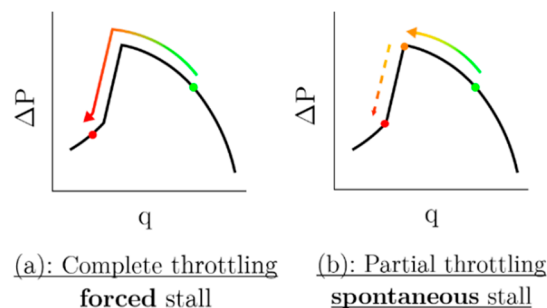 ΔP
q
(a): Complete throttling
forced stall
ΔP
q
(b): Partial throttling
spontaneous stall